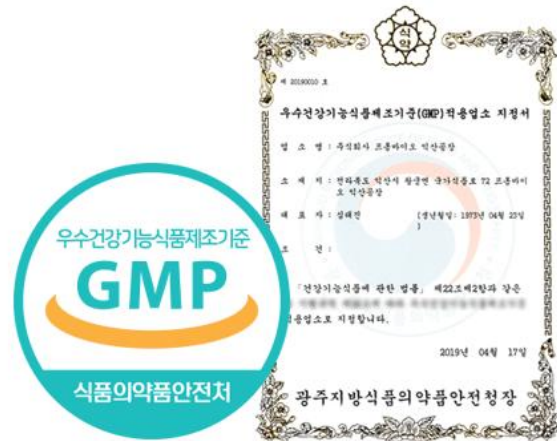 식
약
제 20190010 호
우수건강기능식품제조기준(GMP)적용업소 지정서
업 소 명 : 주식회사 프롬바이오 익산공장
소 재 지 : 전라북도 익산시 왕궁면 국가식품로 72 프롬바이
오 익산공장
대 표 자 : 심태진 (생년월일: 1973년 04월 23일
)
조 건 :
「건강기능식품에 관한 법률」 제22조제2항과 같은
적용업소로 지정합니다.
2019년 04월 17일
광주지방식품의약품안전청장
우수건강기능식품제조기준
GMP
식품의약품안전처